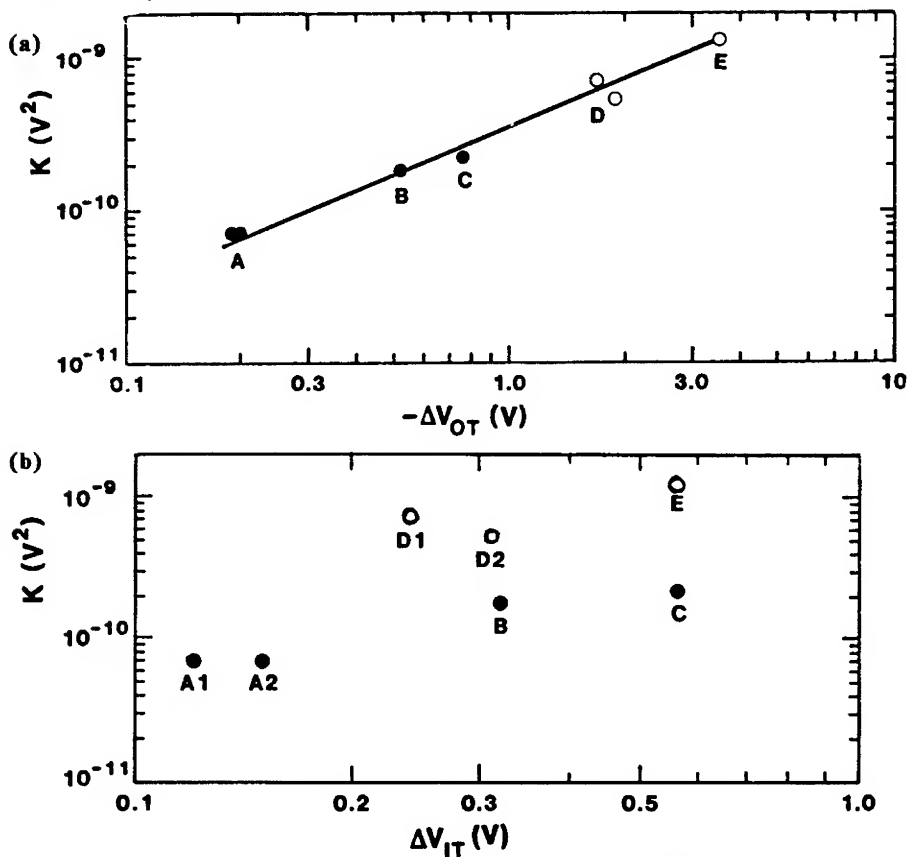 (a)
K (V²)
10⁻⁹
10⁻¹⁰
10⁻¹¹
A
B
C
D
E
0.1 0.3 1.0 3.0 10
−ΔV_OT (V)
(b)
K (V²)
10⁻⁹
10⁻¹⁰
10⁻¹¹
E
D1
D2
B
C
A1 A2
0.1 0.2 0.3 0.5 1.0
ΔV_IT (V)